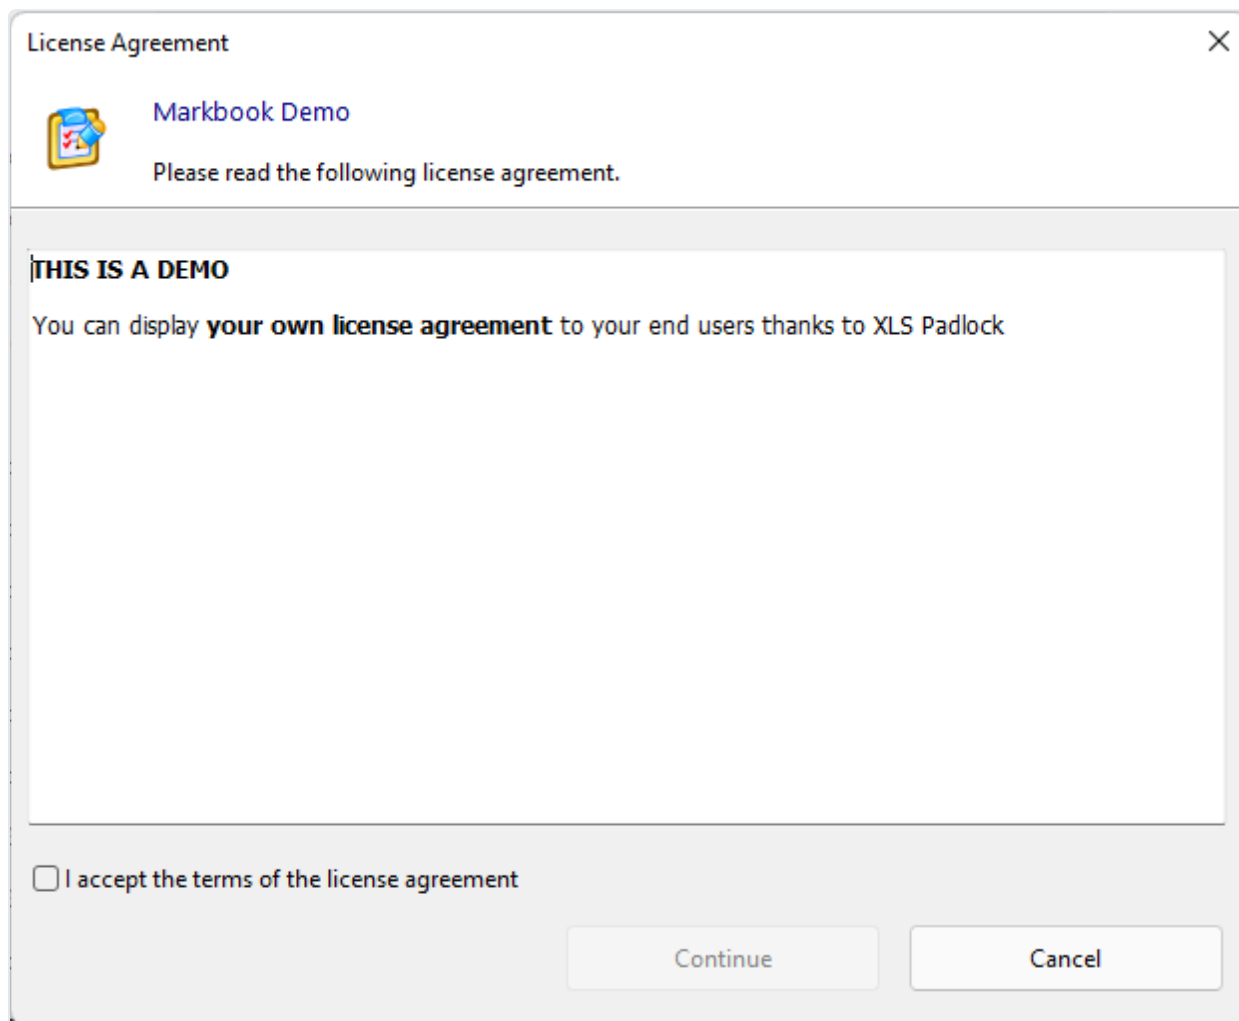 License Agreement
Markbook Demo
Please read the following license agreement.
THIS IS A DEMO
You can display your own license agreement to your end users thanks to XLS Padlock
I accept the terms of the license agreement
Continue
Cancel